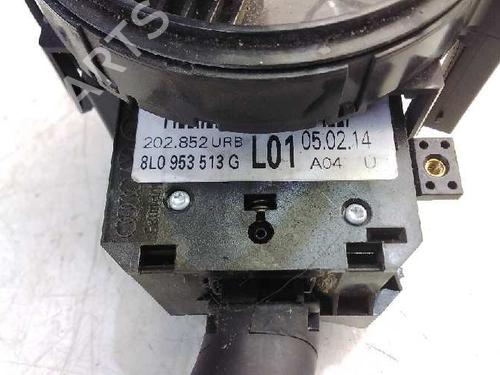 202.852 URB L01 05.02.14
8L0 953 513 G A04 U